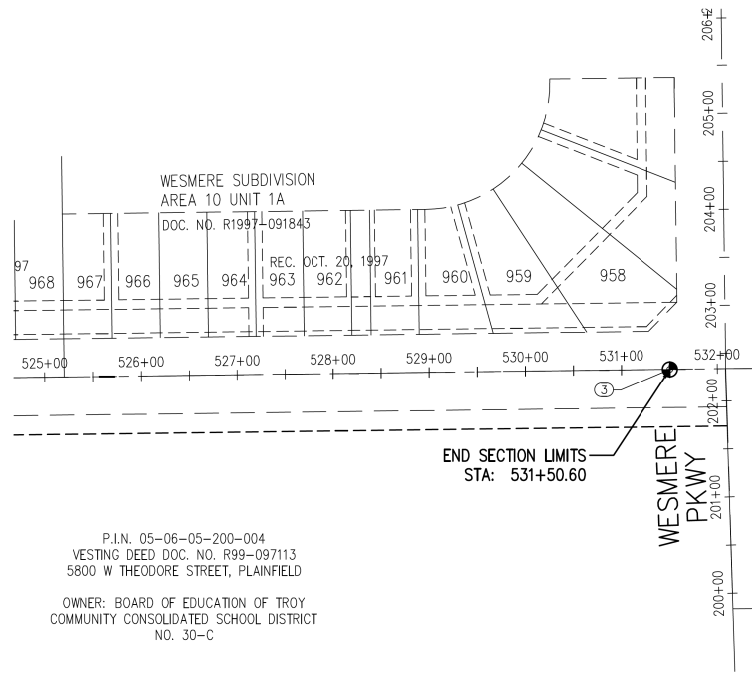 206+
205+00
204+00
203+00
202+00
201+00
200+00
WESMERE SUBDIVISION
AREA 10 UNIT 1A
DOC. NO. R1997-091843
REC. OCT. 20, 1997
97
968
967
966
965
964
963
962
961
960
959
958
525+00
526+00
527+00
528+00
529+00
530+00
531+00
532+00
3
END SECTION LIMITS
STA: 531+50.60
WESMERE
PKWY
P.I.N. 05-06-05-200-004
VESTING DEED DOC. NO. R99-097113
5800 W THEODORE STREET, PLAINFIELD
OWNER: BOARD OF EDUCATION OF TROY
COMMUNITY CONSOLIDATED SCHOOL DISTRICT
NO. 30-C